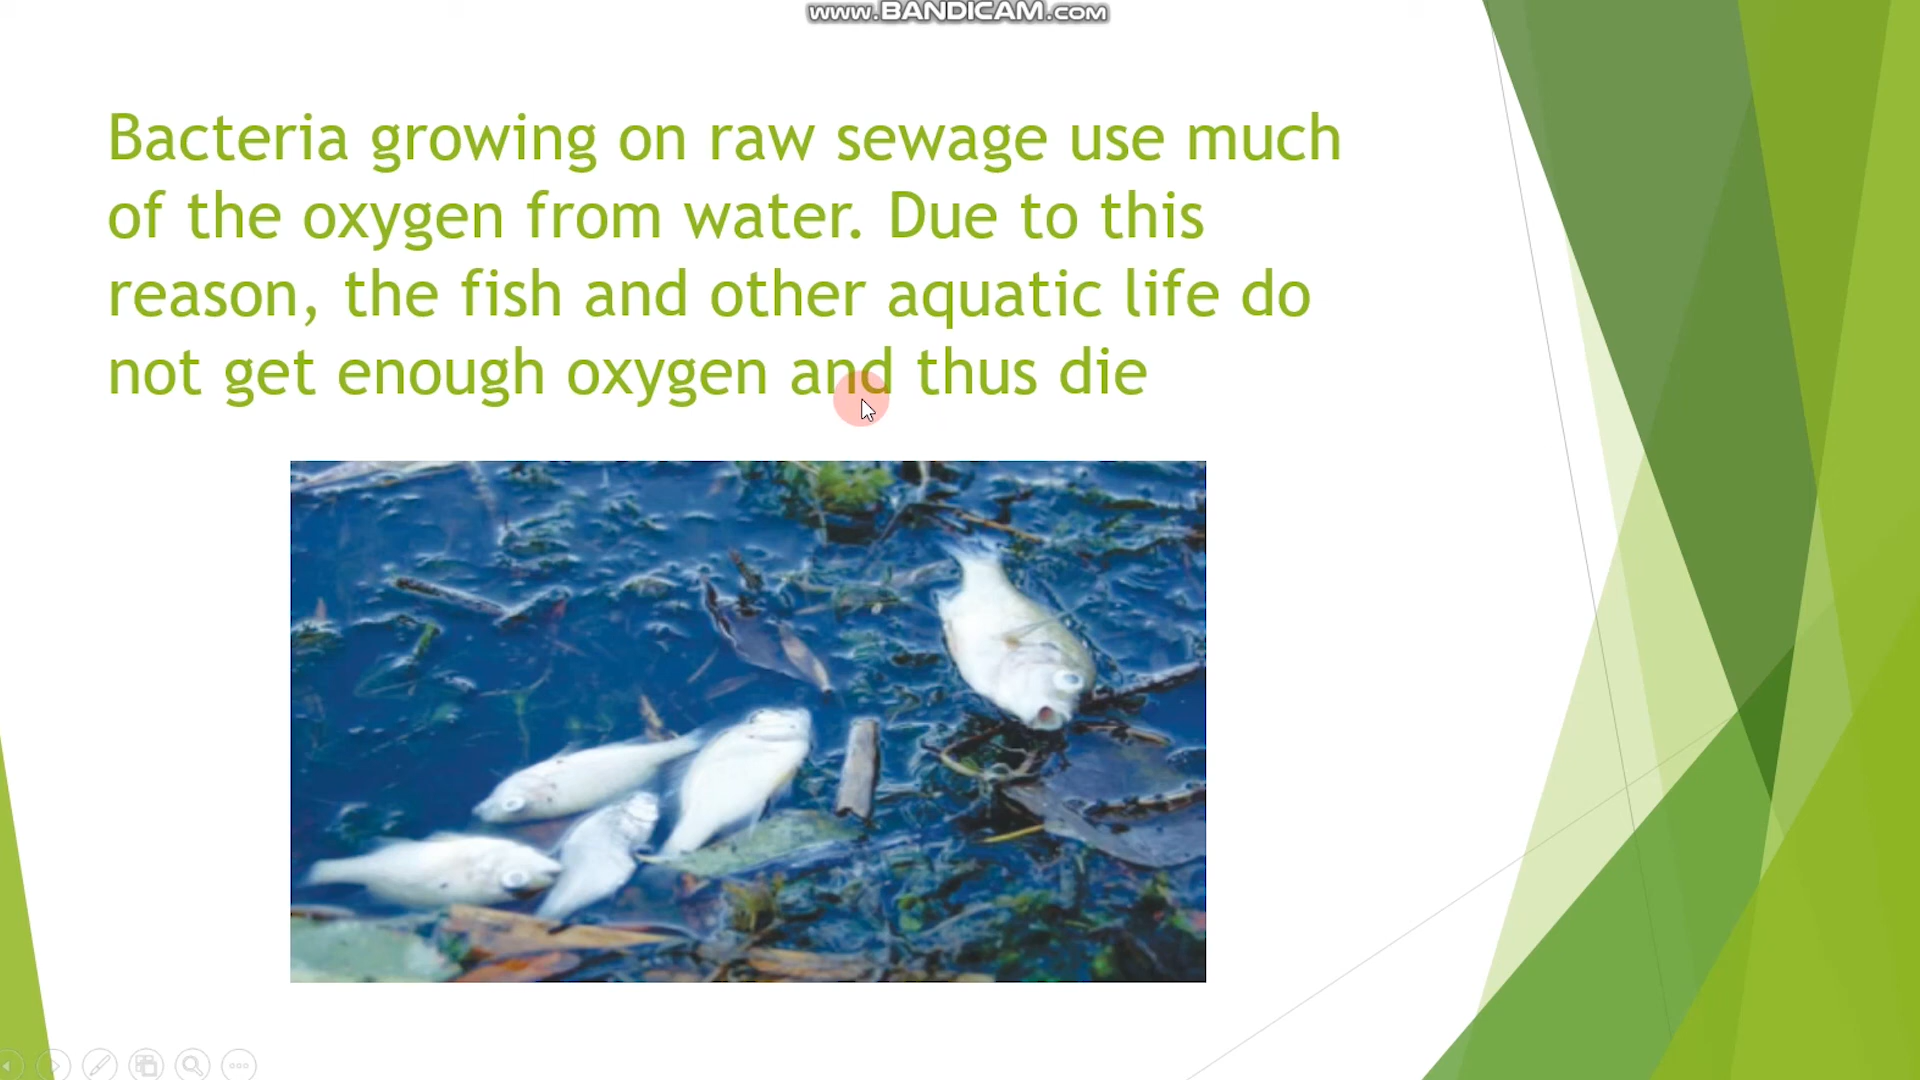 www.BANDICAM.com
Bacteria growing on raw sewage use much
of the oxygen from water. Due to this
reason, the fish and other aquatic life do
not get enough oxygen and thus die